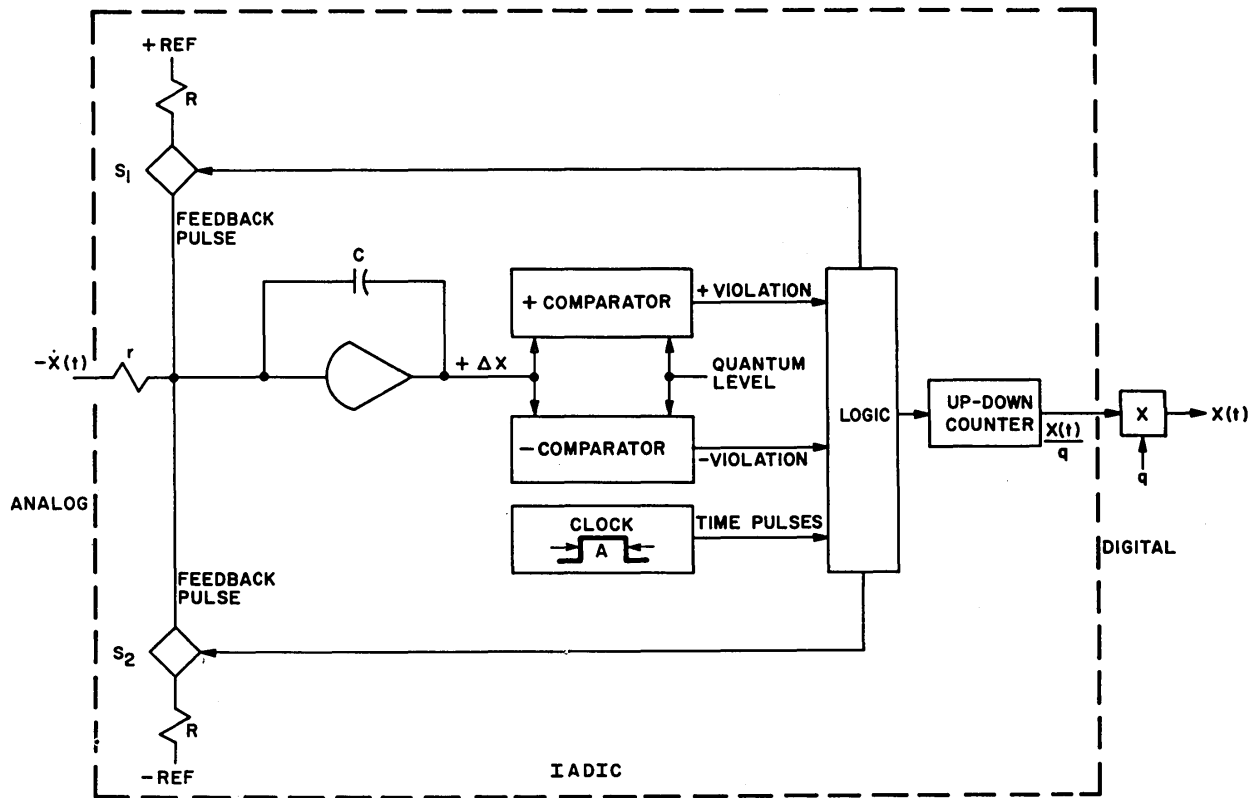 + REF
R
S1
FEEDBACK
PULSE
C
+ COMPARATOR
+ VIOLATION
-Ẋ(t)
r
+ ΔX
QUANTUM
LEVEL
LOGIC
UP-DOWN
COUNTER
X(t)
q
X
X(t)
q
- COMPARATOR
-VIOLATION
ANALOG
CLOCK
A
TIME PULSES
DIGITAL
FEEDBACK
PULSE
S2
R
-REF
IADIC